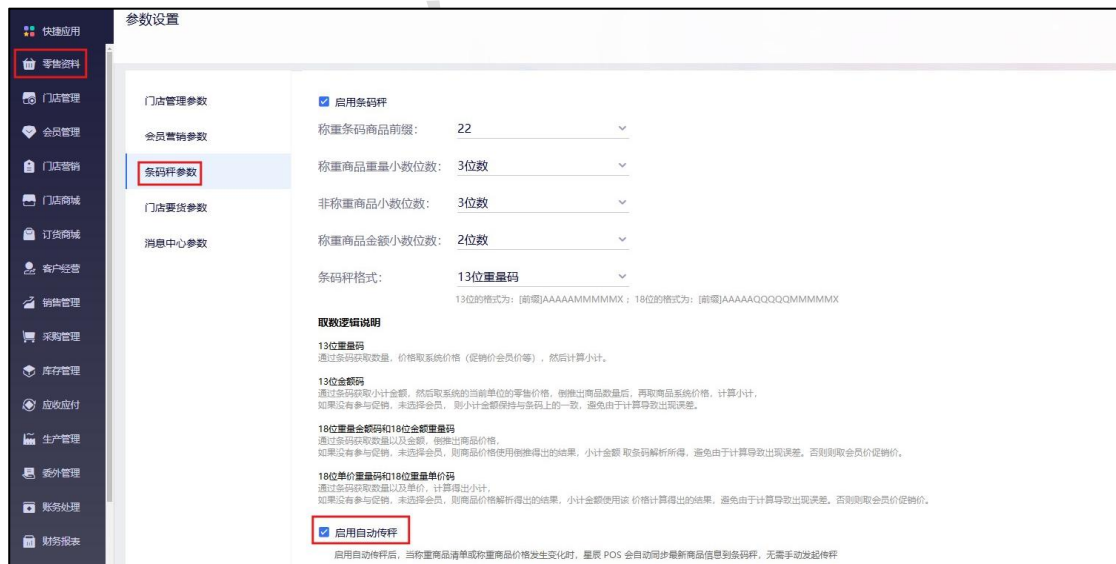 参数设置
快捷应用
零售资料
门店管理
会员管理
门店营销
门店商城
订货商城
客户经营
销售管理
采购管理
库存管理
应收应付
生产管理
委外管理
账务处理
财务报表
门店管理参数
会员营销参数
条码秤参数
门店要货参数
消息中心参数
启用条码秤
称重条码商品前缀： 22
称重商品重量小数位数： 3位数
非称重商品小数位数： 3位数
称重商品金额小数位数： 2位数
条码秤格式： 13位重量码
13位的格式为：[前缀]AAAAAMMMMMX ；18位的格式为：[前缀]AAAAAQQQQQMMMMMX
取数逻辑说明
13位重量码
通过条码获取数量，价格取系统价格（促销价会员价等），然后计算小计。
13位金额码
通过条码获取小计金额，然后取系统的当前单位的零售价格，倒推出商品数量后，再取商品系统价格，计算小计，
如果没有参与促销，未选择会员， 则小计金额保持与条码上的一致，避免由于计算导致出现误差。
18位重量金额码和18位金额重量码
通过条码获取数量以及金额，倒推出商品价格，
如果没有参与促销，未选择会员，则商品价格使用倒推得出的结果，小计金额 取条码解析所得，避免由于计算导致出现误差。否则则取会员价促销价。
18位单价重量码和18位重量单价码
通过条码获取数量以及单价，计算得出小计，
如果没有参与促销，未选择会员，则商品价格解析得出的结果，小计金额使用该 价格计算得出的结果，避免由于计算导致出现误差。否则则取会员价促销价。
启用自动传秤
启用自动传秤后，当称重商品清单或称重商品价格发生变化时，星辰 POS 会自动同步最新商品信息到条码秤，无需手动发起传秤